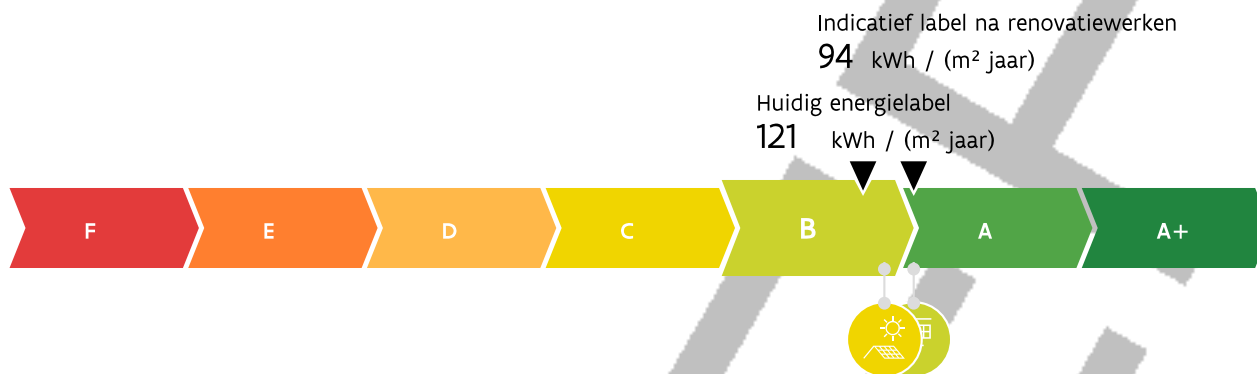 Indicatief label na renovatiewerken
94 kWh / (m² jaar)
Huidig energielabel
121 kWh / (m² jaar)
F E D C B A A+